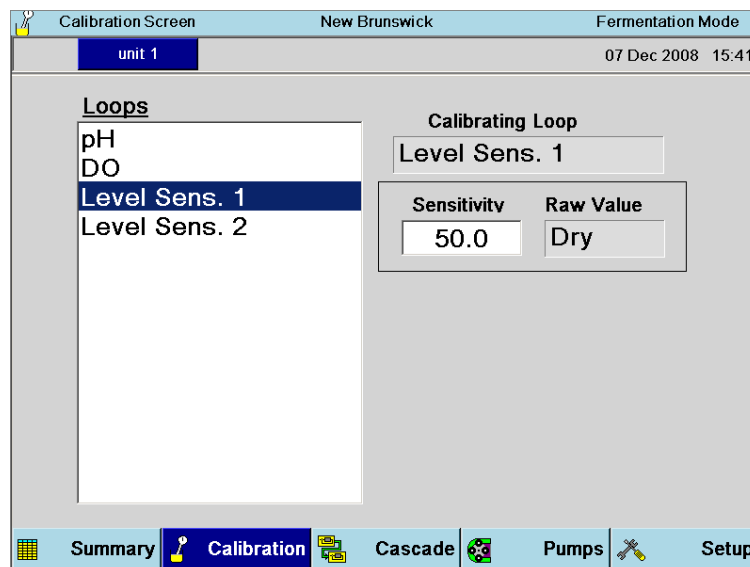 Calibration Screen New Brunswick Fermentation Mode
unit 1 07 Dec 2008 15:41
Loops
pH
DO
Level Sens. 1
Level Sens. 2
Calibrating Loop
Level Sens. 1
Sensitivity Raw Value
50.0 Dry
Summary Calibration Cascade Pumps Setup